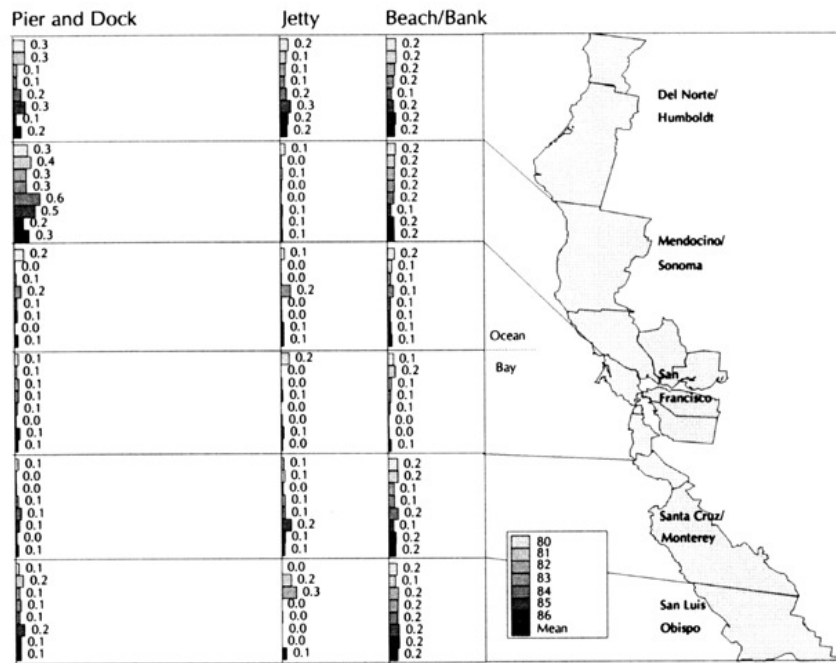 Pier and Dock Jetty Beach/Bank
0.3 0.2 0.2
0.3 0.1 0.2
0.1 0.1 0.2
0.1 0.1 0.2
0.2 0.2 0.1
0.3 0.3 0.2
0.1 0.2 0.2
0.2 0.2 0.2
Del Norte/
Humboldt
0.3 0.1 0.2
0.4 0.0 0.2
0.3 0.1 0.2
0.3 0.0 0.2
0.6 0.0 0.2
0.5 0.1 0.1
0.2 0.1 0.2
0.3 0.1 0.2
Mendocino/
Sonoma
0.2 0.1 0.2
0.0 0.0 0.1
0.1 0.0 0.1
0.2 0.2 0.1
0.1 0.0 0.1
0.1 0.0 0.1
0.0 0.1 0.1
0.1 0.1 0.1
Ocean
Bay
0.1 0.2 0.1
0.1 0.0 0.2
0.1 0.0 0.1
0.1 0.1 0.1
0.1 0.0 0.0
0.0 0.0 0.0
0.1 0.1 0.0
0.1 0.0 0.1
San
Francisco
0.1 0.1 0.2
0.0 0.1 0.2
0.0 0.0 0.1
0.1 0.1 0.1
0.1 0.1 0.2
0.1 0.2 0.1
0.0 0.1 0.2
0.1 0.1 0.2
Santa Cruz/
Monterey
0.1 0.0 0.2
0.2 0.2 0.1
0.1 0.3 0.2
0.1 0.0 0.2
0.1 0.0 0.2
0.2 0.0 0.2
0.1 0.0 0.2
0.1 0.1 0.2
80
81
82
83
84
85
86
Mean
San Luis
Obispo